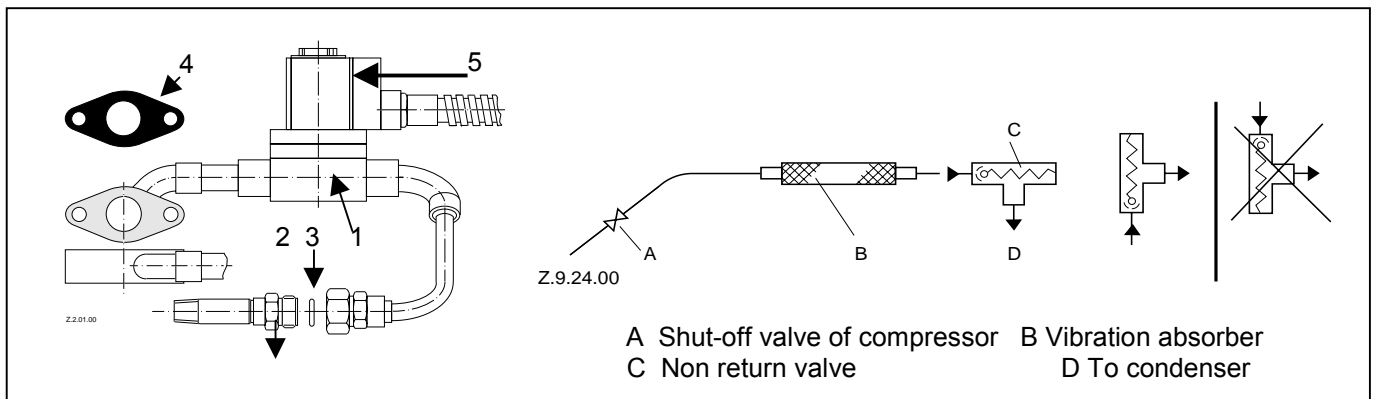 4
5
2 3 1
Z.2.01.00
C
A
B
D
Z.9.24.00
A Shut-off valve of compressor B Vibration absorber
C Non return valve D To condenser